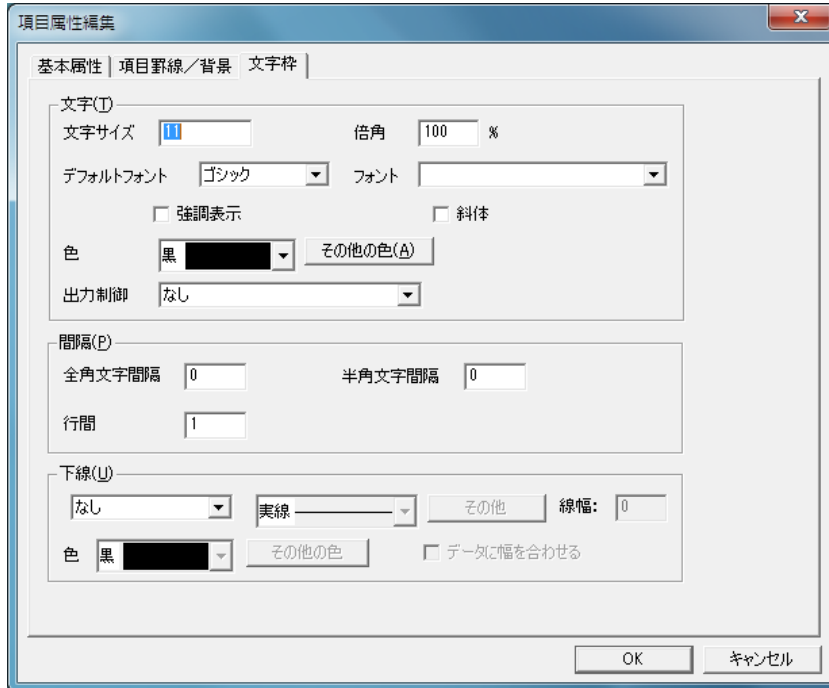 項目属性編集
基本属性 項目罫線／背景 文字枠
文字(T)
文字サイズ 11 倍角 100 %
デフォルトフォント ゴシック フォント
強調表示 斜体
色 黒 その他の色(A)
出力制御 なし
間隔(P)
全角文字間隔 0 半角文字間隔 0
行間 1
下線(U)
なし 実線 その他 線幅: 0
色 黒 その他の色 データに幅を合わせる
OK キャンセル